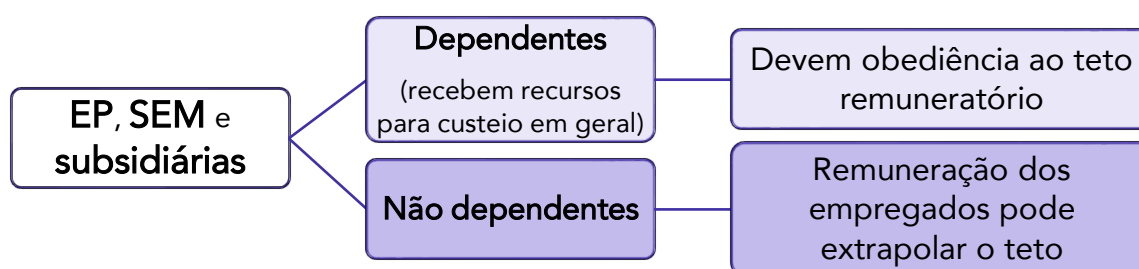 EP, SEM e
subsidiárias
Dependentes
(recebem recursos
para custeio em geral)
Devem obediência ao teto
remuneratório
Não dependentes
Remuneração dos
empregados pode
extrapolar o teto